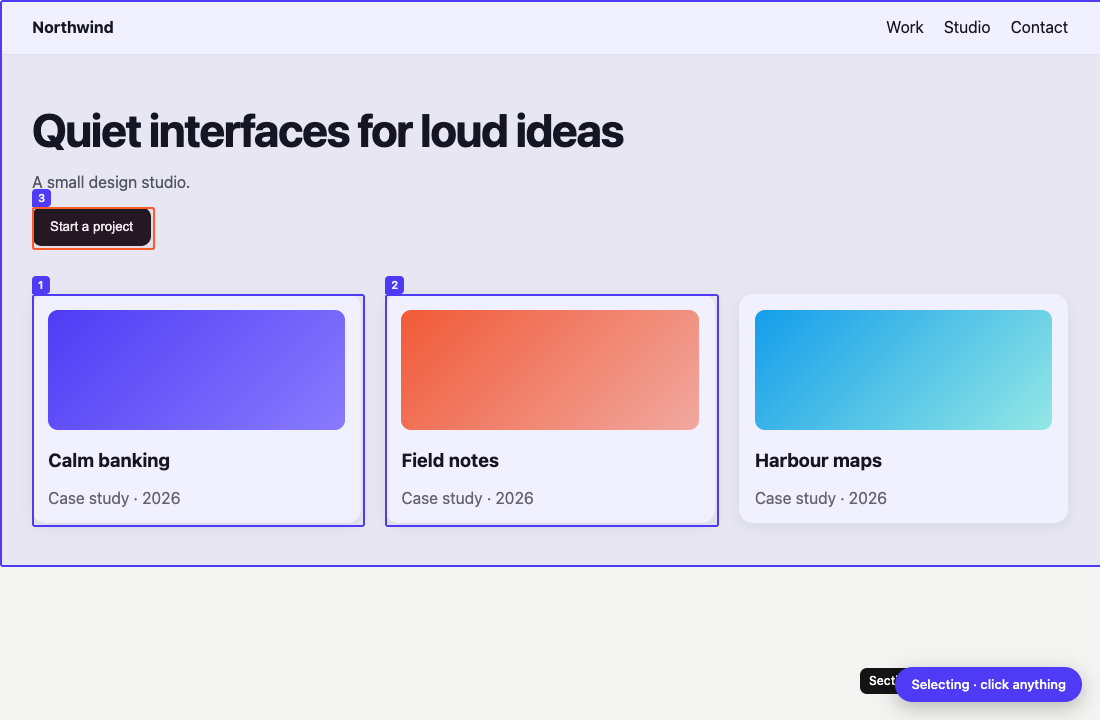 Northwind
Work Studio Contact
Quiet interfaces for loud ideas
A small design studio.
3
Start a project
1
2
Calm banking
Field notes
Harbour maps
Case study · 2026
Case study · 2026
Case study · 2026
Selecting · click anything